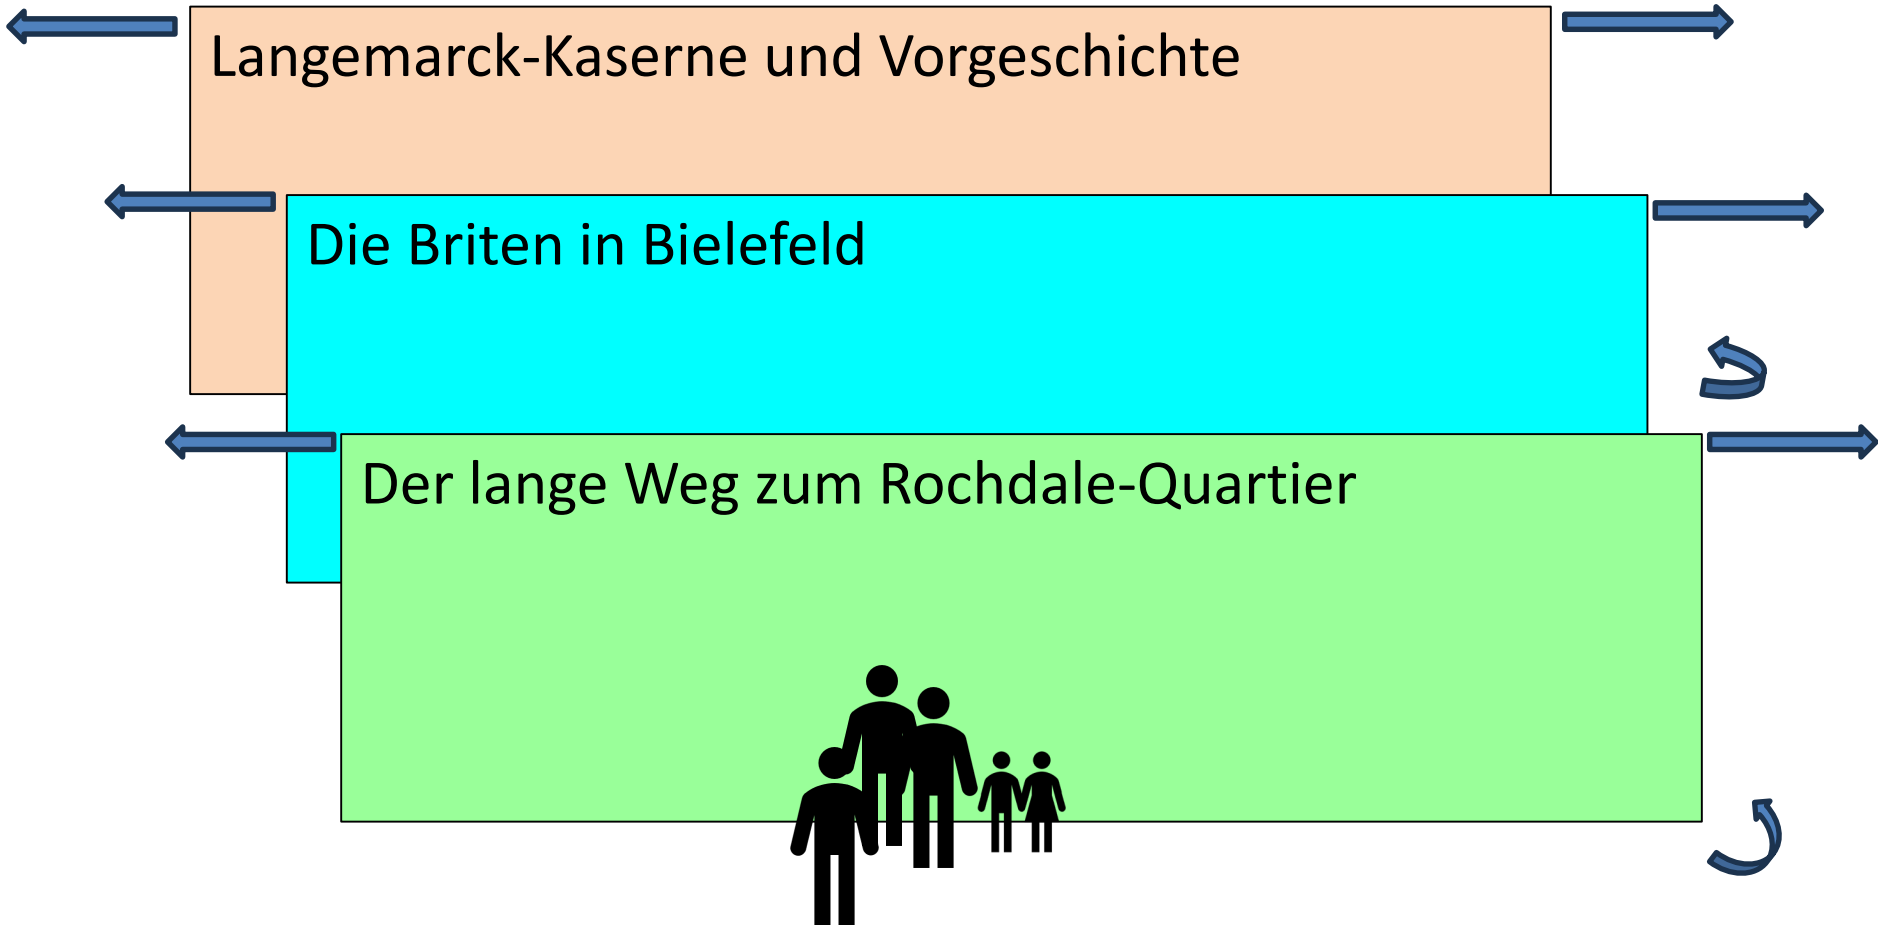 Langemarck-Kaserne und Vorgeschichte
Die Briten in Bielefeld
Der lange Weg zum Rochdale-Quartier